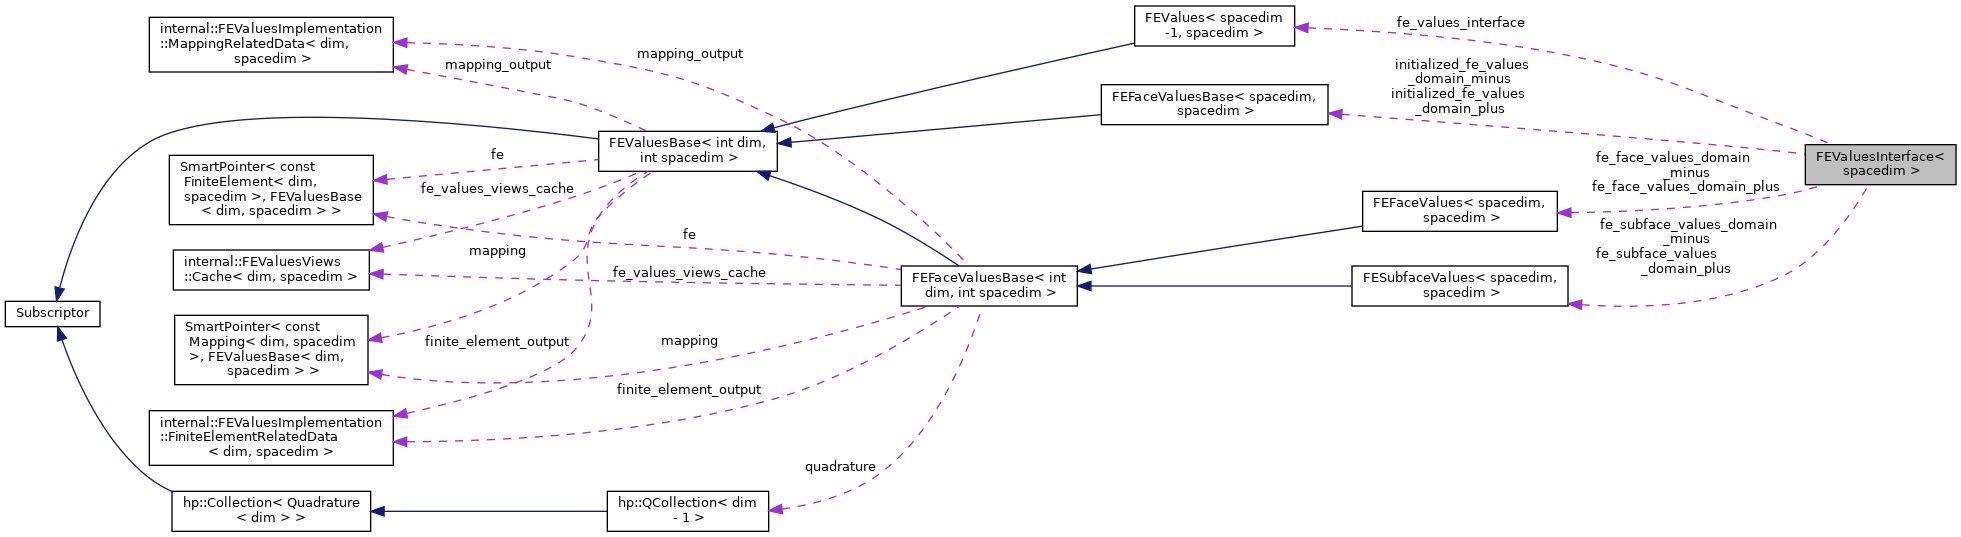 internal::FEValuesImplementation
::MappingRelatedData< dim,
spacedim >
mapping_output
mapping_output
FEValues< spacedim
-1, spacedim >
fe_values_interface
FEFaceValuesBase< spacedim,
spacedim >
initialized_fe_values
_domain_minus
initialized_fe_values
_domain_plus
FEValuesBase< int dim,
int spacedim >
FEValuesInterface<
spacedim >
SmartPointer< const
FiniteElement< dim,
spacedim >, FEValuesBase
< dim, spacedim > >
fe
fe_values_views_cache
fe_face_values_domain
_minus
fe_face_values_domain_plus
FEFaceValues< spacedim,
spacedim >
fe
mapping
internal::FEValuesViews
::Cache< dim, spacedim >
fe_values_views_cache
FEFaceValuesBase< int
dim, int spacedim >
fe_subface_values_domain
_minus
fe_subface_values
_domain_plus
FESubfaceValues< spacedim,
spacedim >
Subscriptor
SmartPointer< const
Mapping< dim, spacedim
>, FEValuesBase< dim,
spacedim > >
finite_element_output
mapping
finite_element_output
internal::FEValuesImplementation
::FiniteElementRelatedData
< dim, spacedim >
quadrature
hp::Collection< Quadrature
< dim > >
hp::QCollection< dim
- 1 >